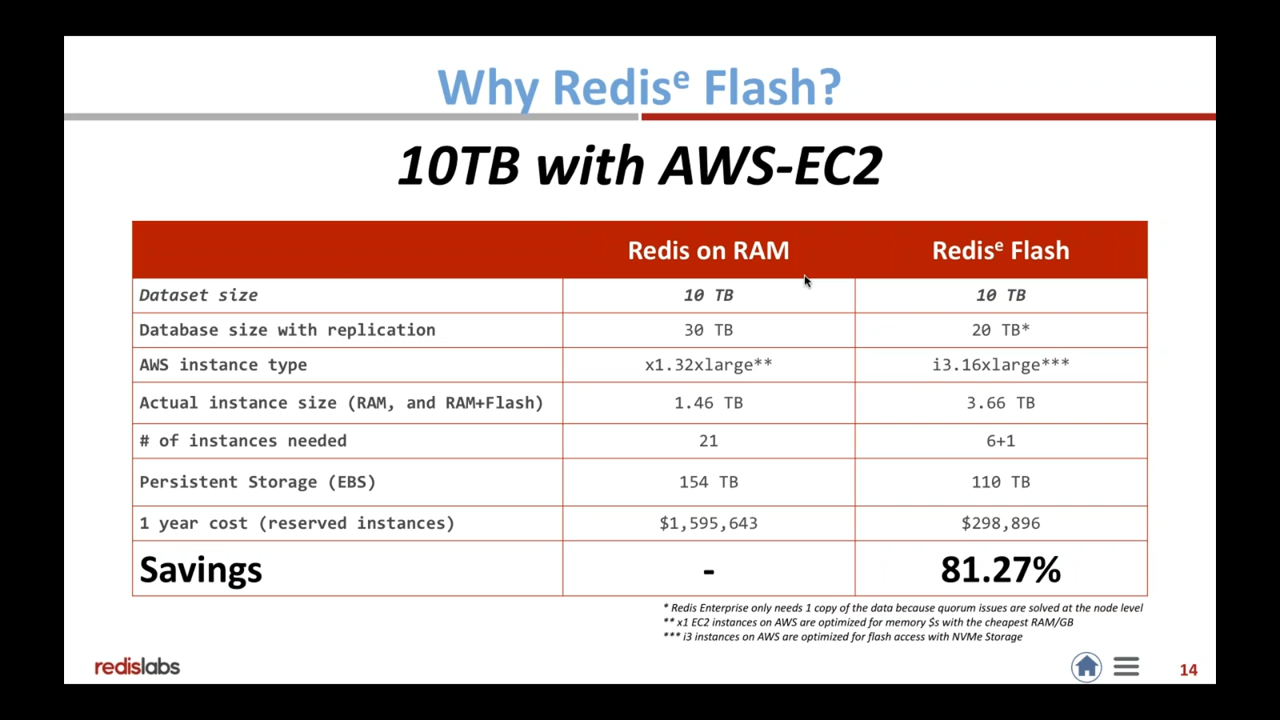 Why Redisᵉ Flash?
10TB with AWS-EC2
Redis on RAM Redisᵉ Flash
Dataset size 10 TB 10 TB
Database size with replication 30 TB 20 TB*
AWS instance type x1.32xlarge** i3.16xlarge***
Actual instance size (RAM, and RAM+Flash) 1.46 TB 3.66 TB
# of instances needed 21 6+1
Persistent Storage (EBS) 154 TB 110 TB
1 year cost (reserved instances) $1,595,643 $298,896
Savings - 81.27%
* Redis Enterprise only needs 1 copy of the data because quorum issues are solved at the node level
** x1 EC2 instances on AWS are optimized for memory $s with the cheapest RAM/GB
*** i3 instances on AWS are optimized for flash access with NVMe Storage
redislabs 14